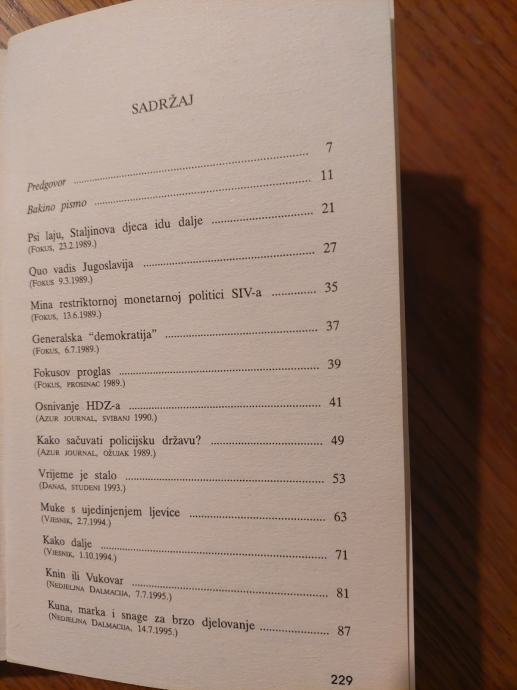 SADRŽAJ
Predgovor ........ 7
Bakino pismo ........ 11
Psi laju, Staljinova djeca idu dalje ........ 21
(FOKUS, 23.2.1989.)
Quo vadis Jugoslavija ........ 27
(FOKUS 9.3.1989.)
Mina restriktornoj monetarnoj politici SIV-a ........ 35
(FOKUS, 13.6.1989.)
Generalska “demokratija” ........ 37
(FOKUS, 6.7.1989.)
Fokusov proglas ........ 39
(FOKUS, PROSINAC 1989.)
Osnivanje HDZ-a ........ 41
(AZUR JOURNAL, SVIBANJ 1990.)
Kako sačuvati policijsku državu? ........ 49
(AZUR JOURNAL, OŽUJAK 1989.)
Vrijeme je stalo ........ 53
(DANAS, STUDENI 1993.)
Muke s ujedinjenjem ljevice ........ 63
(VJESNIK, 2.7.1994.)
Kako dalje ........ 71
(VJESNIK, 1.10.1994.)
Knin ili Vukovar ........ 81
(NEDJELJNA DALMACIJA, 7.7.1995.)
Kuna, marka i snage za brzo djelovanje ........ 87
(NEDJELJNA DALMACIJA, 14.7.1995.)
229